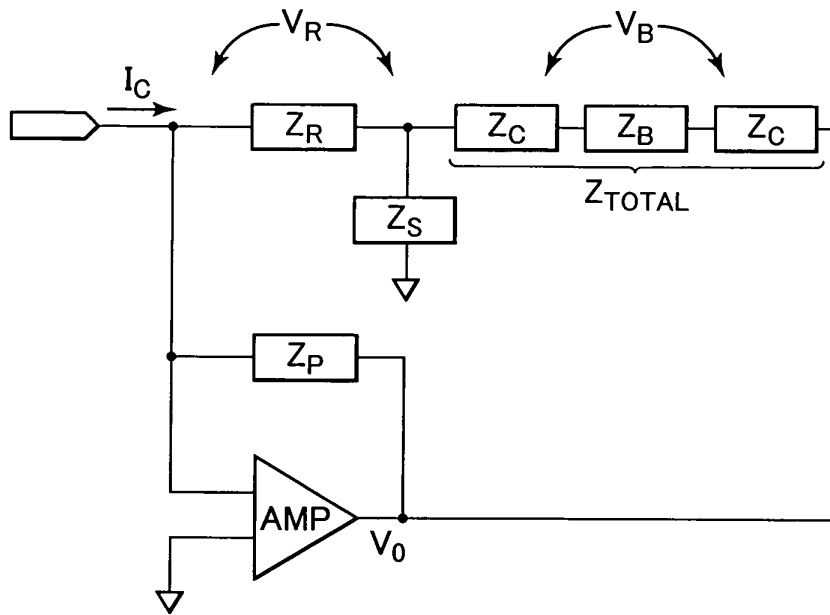 V_R
V_B
I_C
Z_R
Z_C
Z_B
Z_C
Z_TOTAL
Z_S
Z_P
AMP
V_0